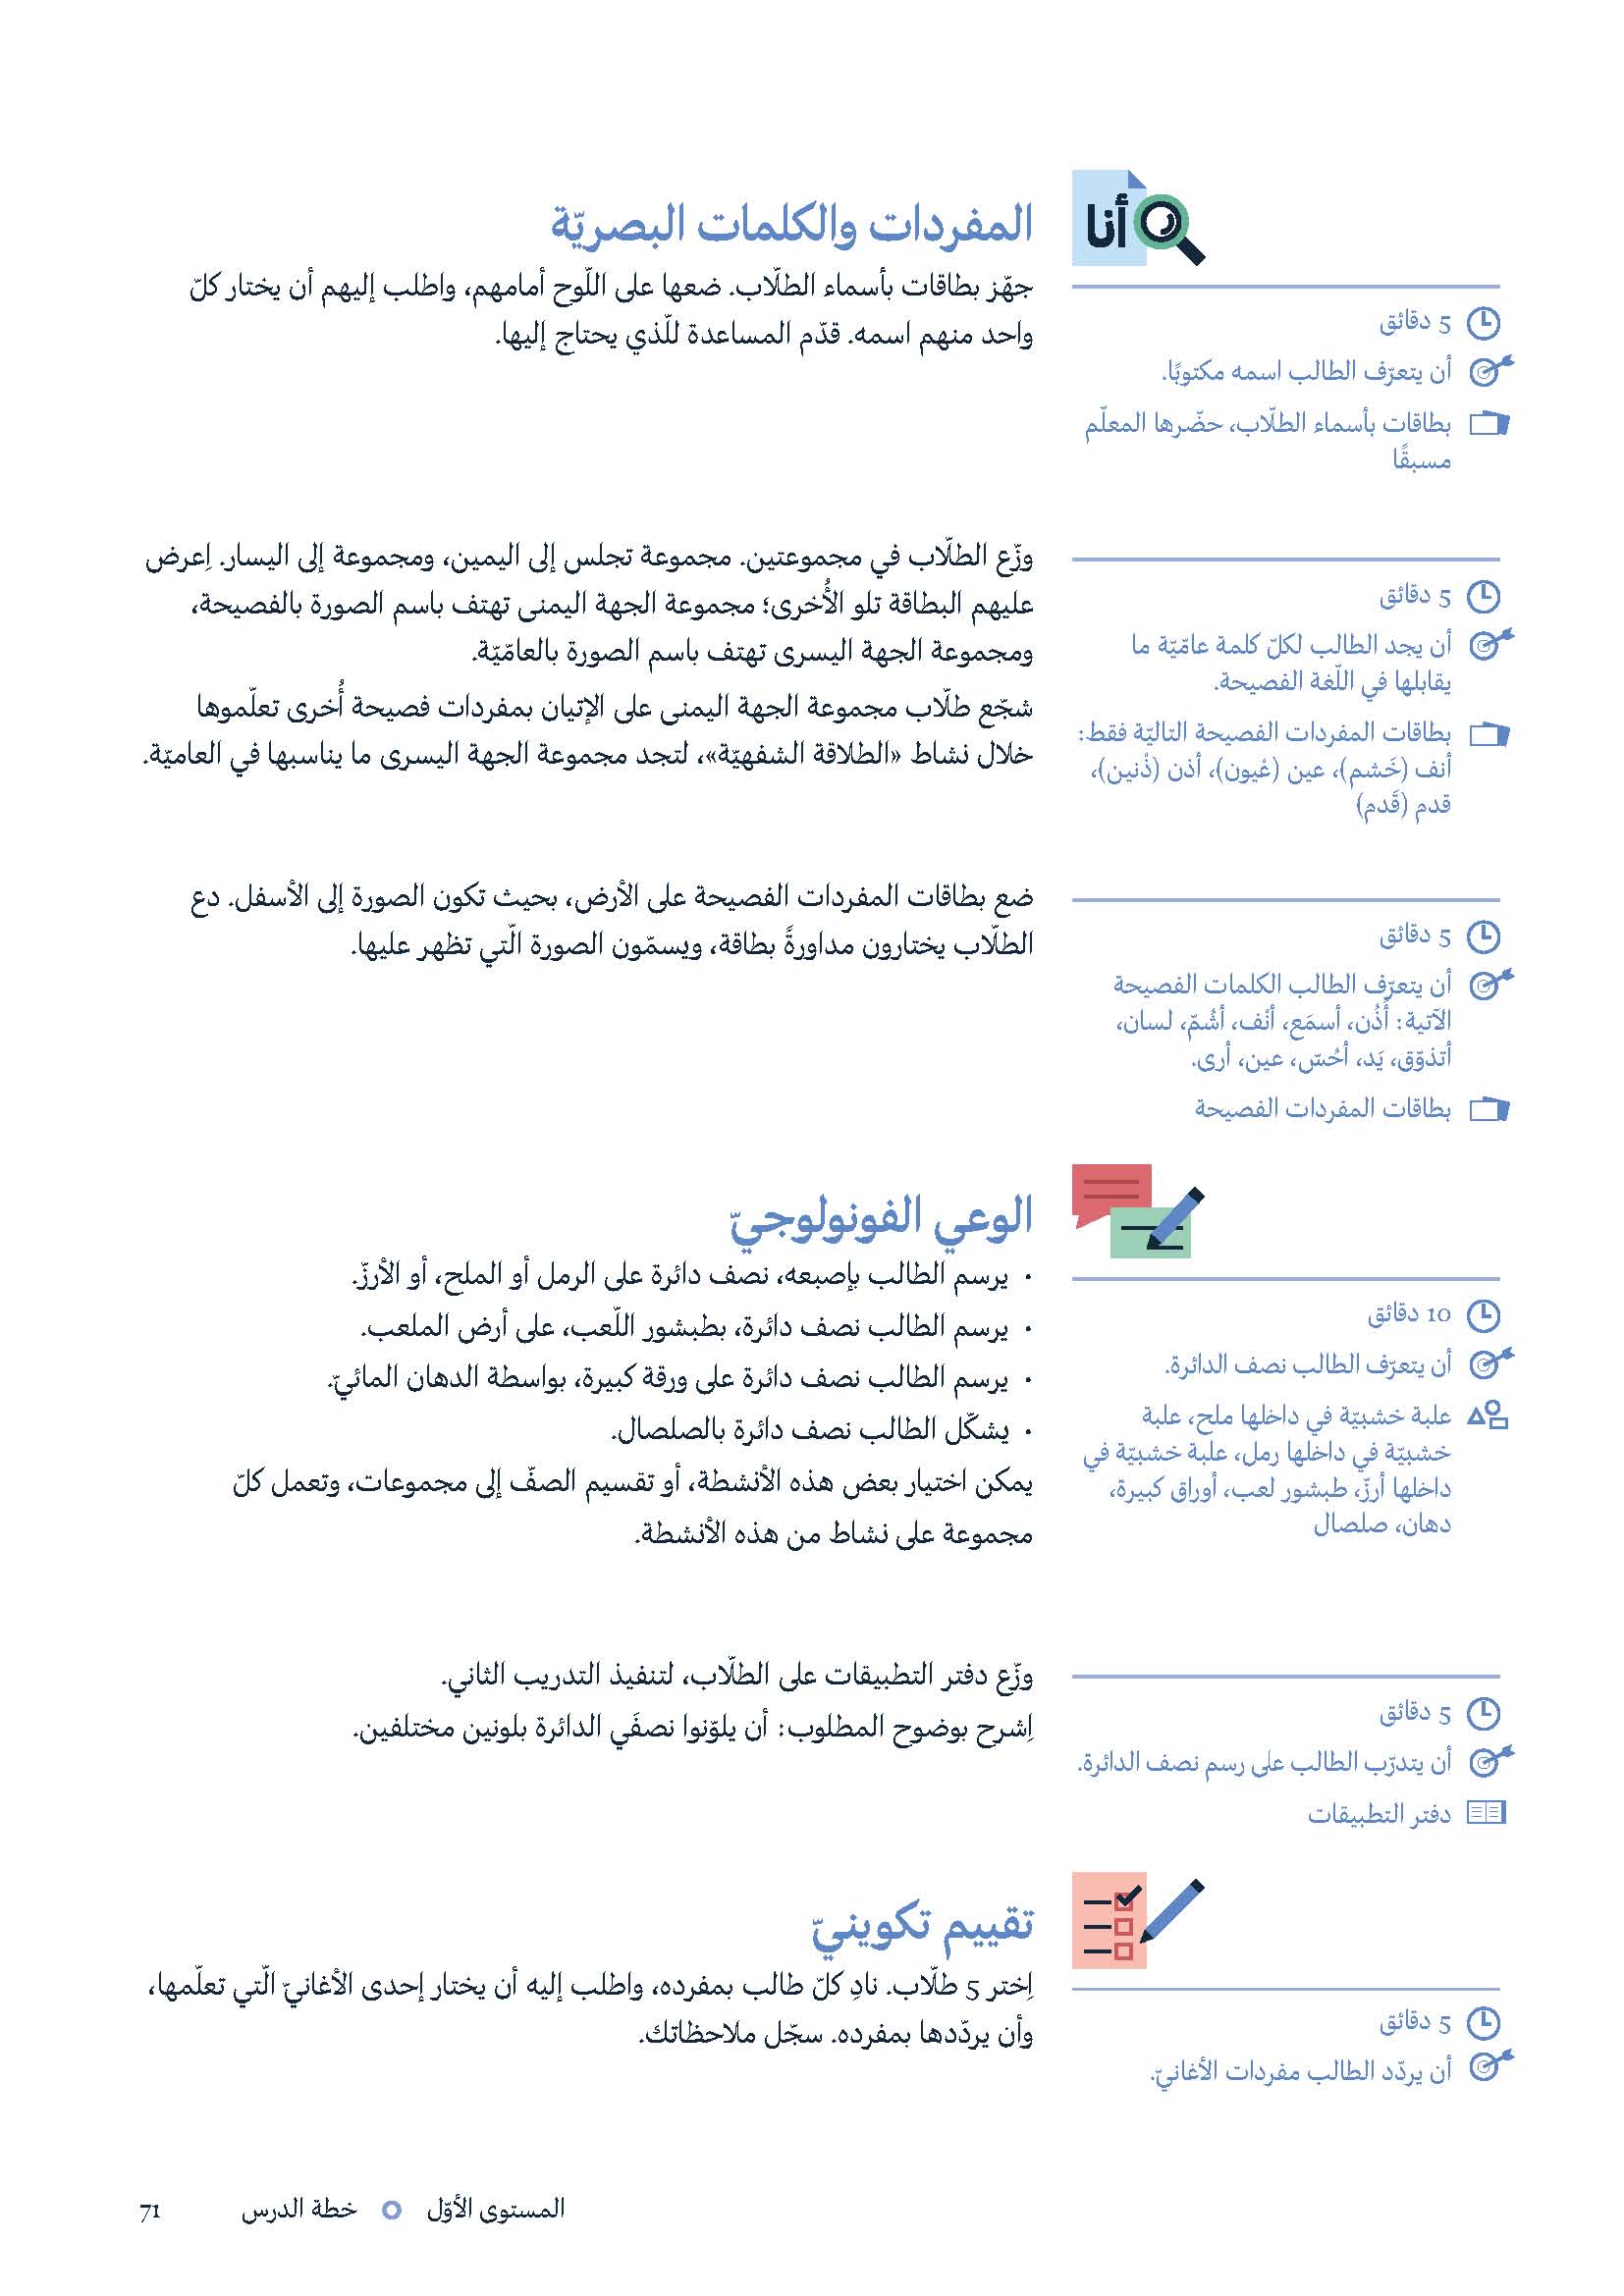 أنا
المفردات والكلمات البصريّة
5 دقائق
أن يتعرّف الطالب اسمه مكتوبًا.
بطاقات بأسماء الطلّاب، حضّرها المعلّم
مسبقًا
جهّز بطاقات بأسماء الطلّاب. ضعها على اللّوح أمامهم، واطلب إليهم أن يختار كلّ
واحد منهم اسمه. قدّم المساعدة للّذي يحتاج إليها.
5 دقائق
أن يجد الطالب لكلّ كلمة عامّيّة ما
يقابلها في اللّغة الفصيحة.
بطاقات المفردات الفصيحة التاليّة فقط:
أنف (خَشم)، عين (عْيون)، أذن (ذْنين)،
قدم (قَدم)
وزّع الطلّاب في مجموعتين. مجموعة تجلس إلى اليمين، ومجموعة إلى اليسار. اِعرض
عليهم البطاقة تلو الأُخرى؛ مجموعة الجهة اليمنى تهتف باسم الصورة بالفصيحة،
ومجموعة الجهة اليسرى تهتف باسم الصورة بالعامّيّة.
شجّع طلّاب مجموعة الجهة اليمنى على الإتيان بمفردات فصيحة أُخرى تعلّموها
خلال نشاط «الطلاقة الشفهيّة»، لتجد مجموعة الجهة اليسرى ما يناسبها في العاميّة.
5 دقائق
أن يتعرّف الطالب الكلمات الفصيحة
الآتية: أُذُن، أسمَع، أنْف، أشُمّ، لسان،
أتذوّق، يَد، أحُسّ، عين، أرى.
بطاقات المفردات الفصيحة
ضع بطاقات المفردات الفصيحة على الأرض، بحيث تكون الصورة إلى الأسفل. دع
الطلّاب يختارون مداورةً بطاقة، ويسمّون الصورة الّتي تظهر عليها.
الوعي الفونولوجيّ
10 دقائق
أن يتعرّف الطالب نصف الدائرة.
علبة خشبيّة في داخلها ملح، علبة
خشبيّة في داخلها رمل، علبة خشبيّة في
داخلها أرزّ، طبشور لعب، أوراق كبيرة،
دهان، صلصال
• يرسم الطالب بإصبعه، نصف دائرة على الرمل أو الملح، أو الأرزّ.
• يرسم الطالب نصف دائرة، بطبشور اللّعب، على أرض الملعب.
• يرسم الطالب نصف دائرة على ورقة كبيرة، بواسطة الدهان المائيّ.
• يشكّل الطالب نصف دائرة بالصلصال.
يمكن اختيار بعض هذه الأنشطة، أو تقسيم الصفّ إلى مجموعات، وتعمل كلّ
مجموعة على نشاط من هذه الأنشطة.
5 دقائق
أن يتدرّب الطالب على رسم نصف الدائرة.
دفتر التطبيقات
وزّع دفتر التطبيقات على الطلّاب، لتنفيذ التدريب الثاني.
اِشرح بوضوح المطلوب: أن يلوّنوا نصفَي الدائرة بلونين مختلفين.
تقييم تكوينيّ
5 دقائق
أن يردّد الطالب مفردات الأغانيّ.
اِختر 5 طلّاب. نادِ كلّ طالب بمفرده، واطلب إليه أن يختار إحدى الأغانيّ الّتي تعلّمها،
وأن يردّدها بمفرده. سجّل ملاحظاتك.
المستوى الأوّل خطة الدرس 71